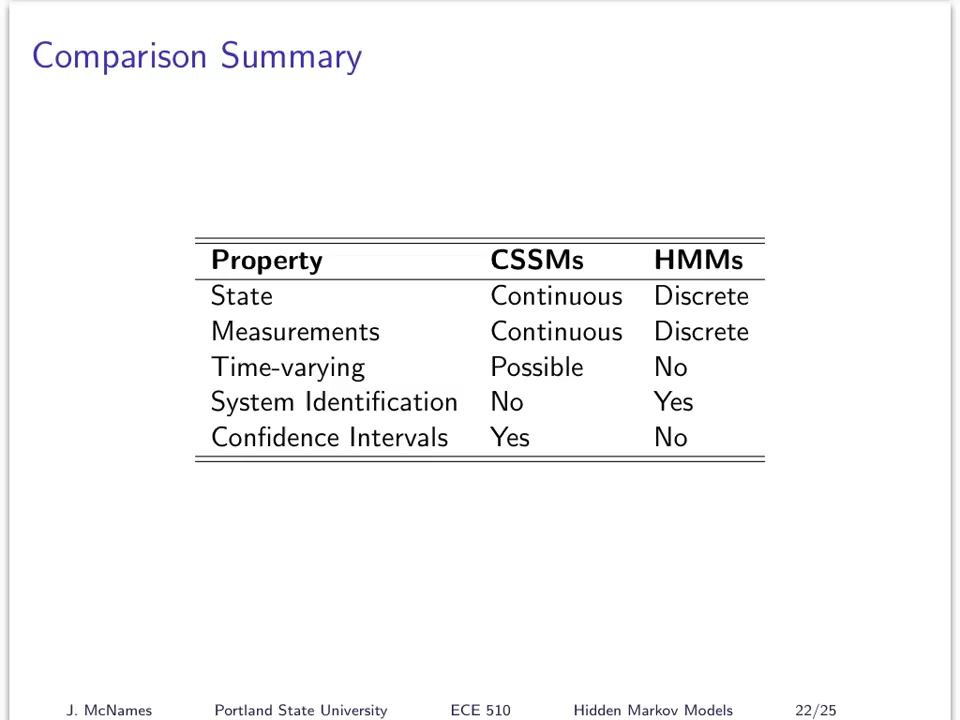 Comparison Summary
Property CSSMs HMMs
State Continuous Discrete
Measurements Continuous Discrete
Time-varying Possible No
System Identification No Yes
Confidence Intervals Yes No
J. McNames Portland State University ECE 510 Hidden Markov Models 22/25